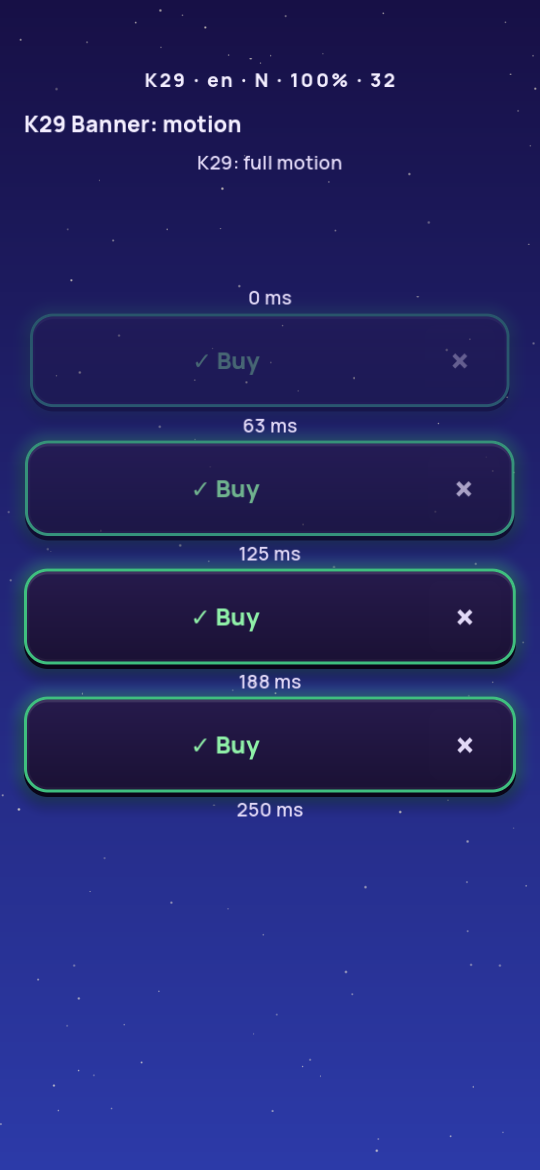 K29 · en · N · 100% · 32
K29 Banner: motion
K29: full motion
0 ms
✓ Buy ×
63 ms
✓ Buy ×
125 ms
✓ Buy ×
188 ms
✓ Buy ×
250 ms